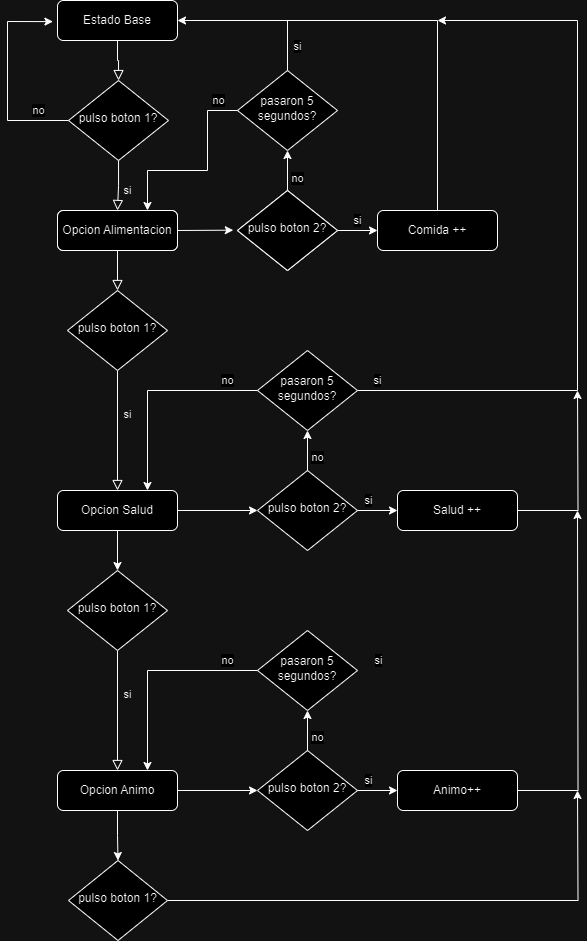 Estado Base
si
no
pasaron 5
segundos?
no
pulso boton 1?
si
no
Opcion Alimentacion
pulso boton 2?
si
Comida ++
pulso boton 1?
no
pasaron 5
segundos?
si
si
no
Opcion Salud
pulso boton 2?
si
Salud ++
pulso boton 1?
no
pasaron 5
segundos?
si
si
no
Opcion Animo
pulso boton 2?
si
Animo++
pulso boton 1?